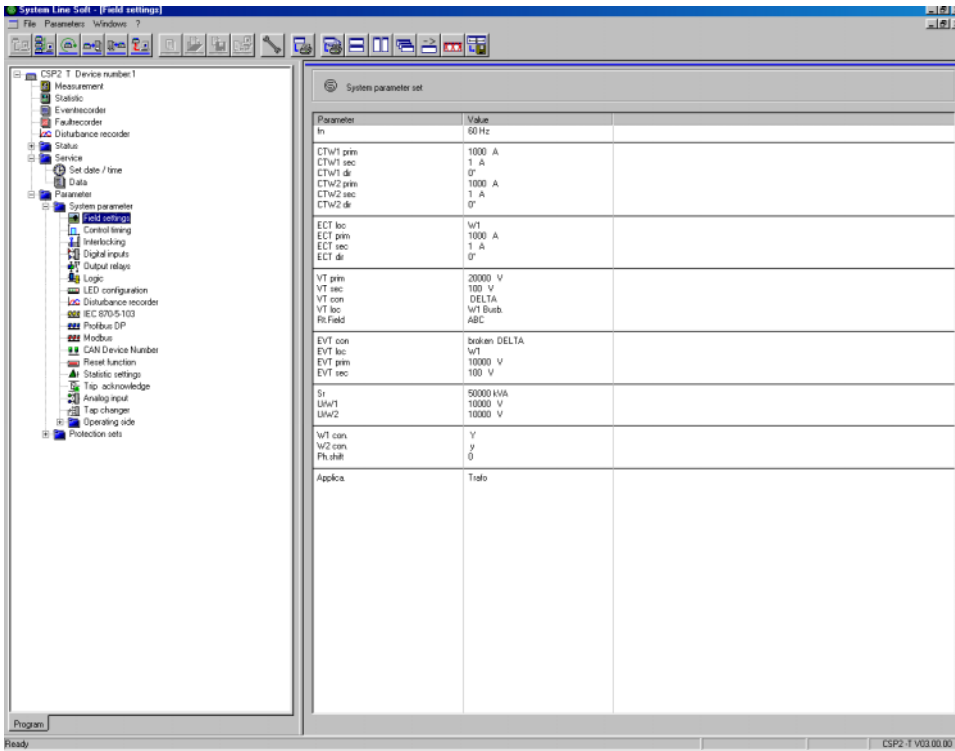 System Line Soft - [Field settings]
File Parameters Windows ?
CSP2 T Device number:1
Measurement
Statistic
Eventrecorder
Faultrecorder
Disturbance recorder
Status
Service
Set date / time
Data
Parameter
System parameter
Field settings
Control timing
Interlocking
Digital inputs
Output relays
Logic
LED configuration
Disturbance recorder
IEC 870-5-103
Profibus DP
Modbus
CAN Device Number
Reset function
Statistic settings
Trip acknowledge
Analog input
Tap changer
Operating side
Protection sets
Program
System parameter set
Parameter Value
fn 60 Hz
CTW1 prim 1000 A
CTW1 sec 1 A
CTW1 dir 0°
CTW2 prim 1000 A
CTW2 sec 1 A
CTW2 dir 0°
ECT loc W1
ECT prim 1000 A
ECT sec 1 A
ECT dir 0°
VT prim 20000 V
VT sec 100 V
VT con DELTA
VT loc W1 Busb.
Rt.Field ABC
EVT con broken DELTA
EVT loc W1
EVT prim 10000 V
EVT sec 100 V
Sr 50000 kVA
UrW1 10000 V
UrW2 10000 V
W1 con. Y
W2 con. y
Ph.shift 0
Applica. Trafo
Ready CSP2-T V03.00.00